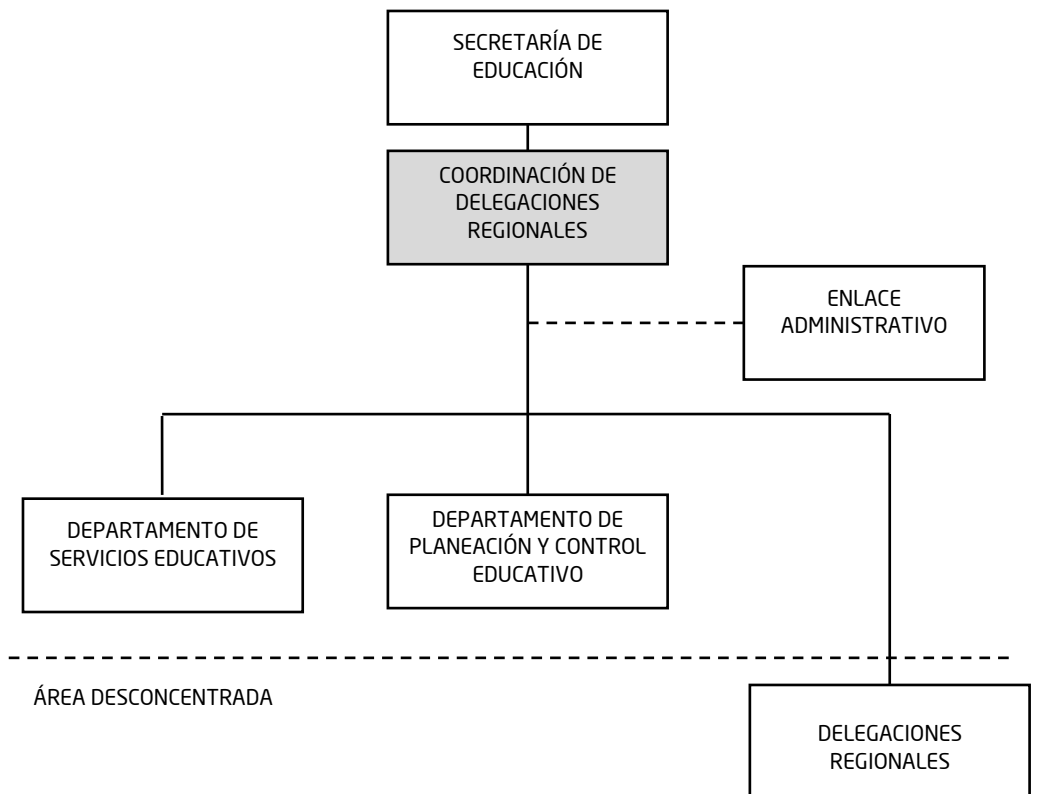 SECRETARÍA DE
EDUCACIÓN
COORDINACIÓN DE
DELEGACIONES
REGIONALES
ENLACE
ADMINISTRATIVO
DEPARTAMENTO DE
SERVICIOS EDUCATIVOS
DEPARTAMENTO DE
PLANEACIÓN Y CONTROL
EDUCATIVO
ÁREA DESCONCENTRADA
DELEGACIONES
REGIONALES